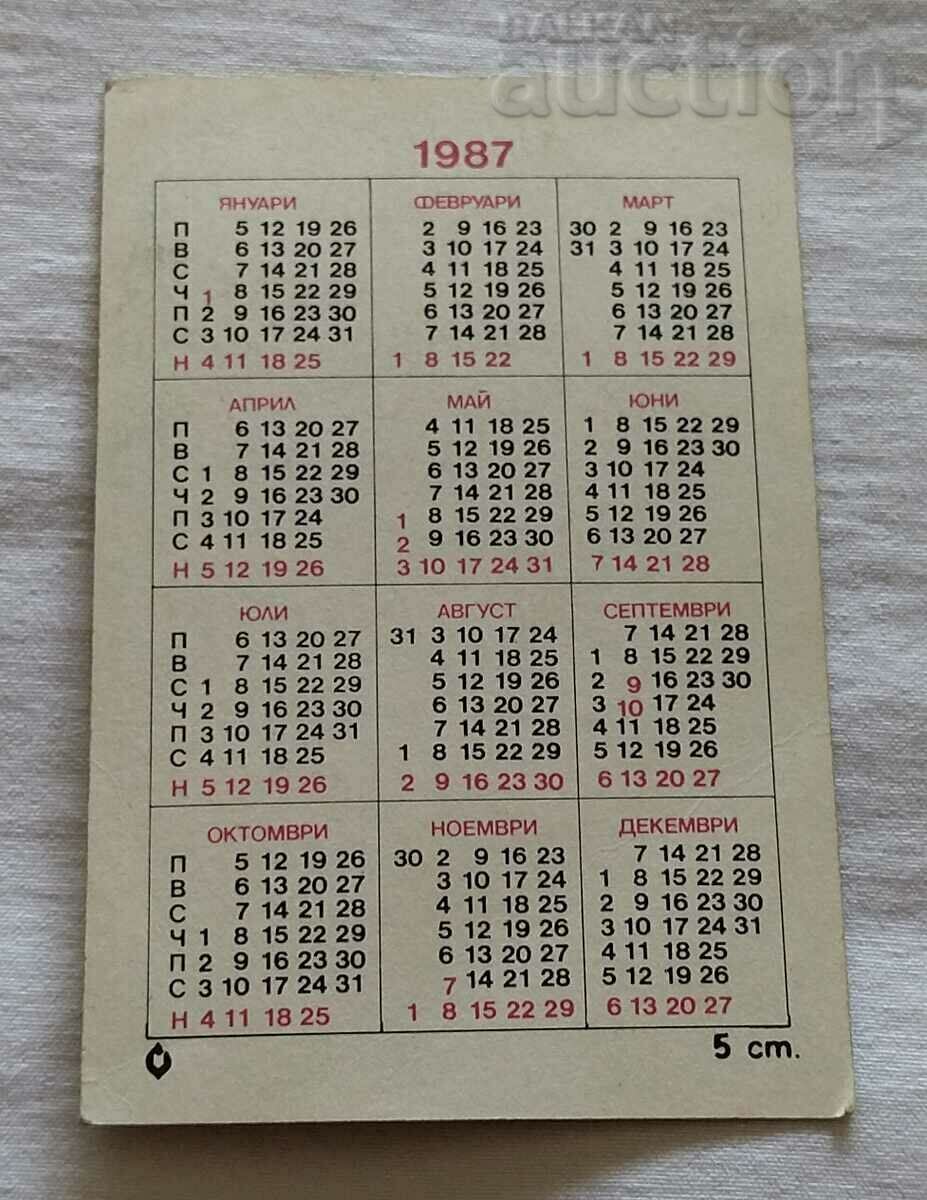 BALKAN
auction
1987
ЯНУАРИ ФЕВРУАРИ МАРТ
П 5 12 19 26 2 9 16 23 30 2 9 16 23
В 6 13 20 27 3 10 17 24 31 3 10 17 24
С 7 14 21 28 4 11 18 25 4 11 18 25
Ч 1 8 15 22 29 5 12 19 26 5 12 19 26
П 2 9 16 23 30 6 13 20 27 6 13 20 27
С 3 10 17 24 31 7 14 21 28 7 14 21 28
Н 4 11 18 25 1 8 15 22 1 8 15 22 29
АПРИЛ МАЙ ЮНИ
П 6 13 20 27 4 11 18 25 1 8 15 22 29
В 7 14 21 28 5 12 19 26 2 9 16 23 30
С 1 8 15 22 29 6 13 20 27 3 10 17 24
Ч 2 9 16 23 30 7 14 21 28 4 11 18 25
П 3 10 17 24 1 8 15 22 29 5 12 19 26
С 4 11 18 25 2 9 16 23 30 6 13 20 27
Н 5 12 19 26 3 10 17 24 31 7 14 21 28
ЮЛИ АВГУСТ СЕПТЕМВРИ
П 6 13 20 27 31 3 10 17 24 7 14 21 28
В 7 14 21 28 4 11 18 25 1 8 15 22 29
С 1 8 15 22 29 5 12 19 26 2 9 16 23 30
Ч 2 9 16 23 30 6 13 20 27 3 10 17 24
П 3 10 17 24 31 7 14 21 28 4 11 18 25
С 4 11 18 25 1 8 15 22 29 5 12 19 26
Н 5 12 19 26 2 9 16 23 30 6 13 20 27
ОКТОМВРИ НОЕМВРИ ДЕКЕМВРИ
П 5 12 19 26 30 2 9 16 23 7 14 21 28
В 6 13 20 27 3 10 17 24 1 8 15 22 29
С 7 14 21 28 4 11 18 25 2 9 16 23 30
Ч 1 8 15 22 29 5 12 19 26 3 10 17 24 31
П 2 9 16 23 30 6 13 20 27 4 11 18 25
С 3 10 17 24 31 7 14 21 28 5 12 19 26
Н 4 11 18 25 1 8 15 22 29 6 13 20 27
5 ст.